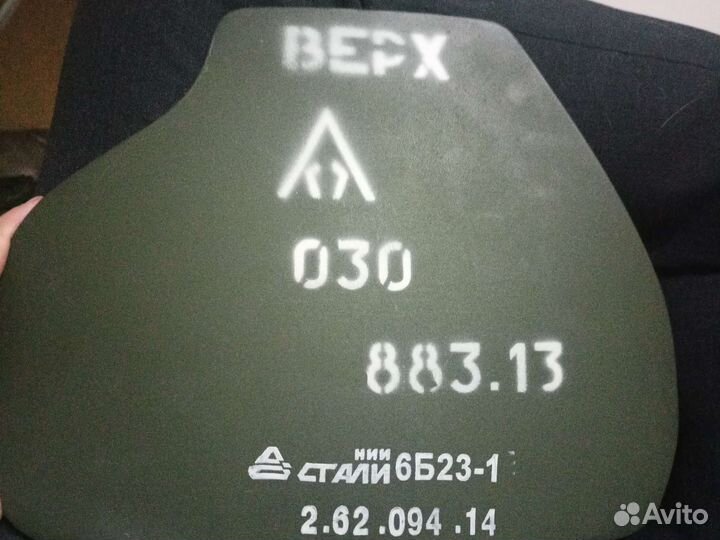 ВЕРХ
030
883.13
НИИ СТАЛИ 6Б23-1
2.62.094.14
Avito